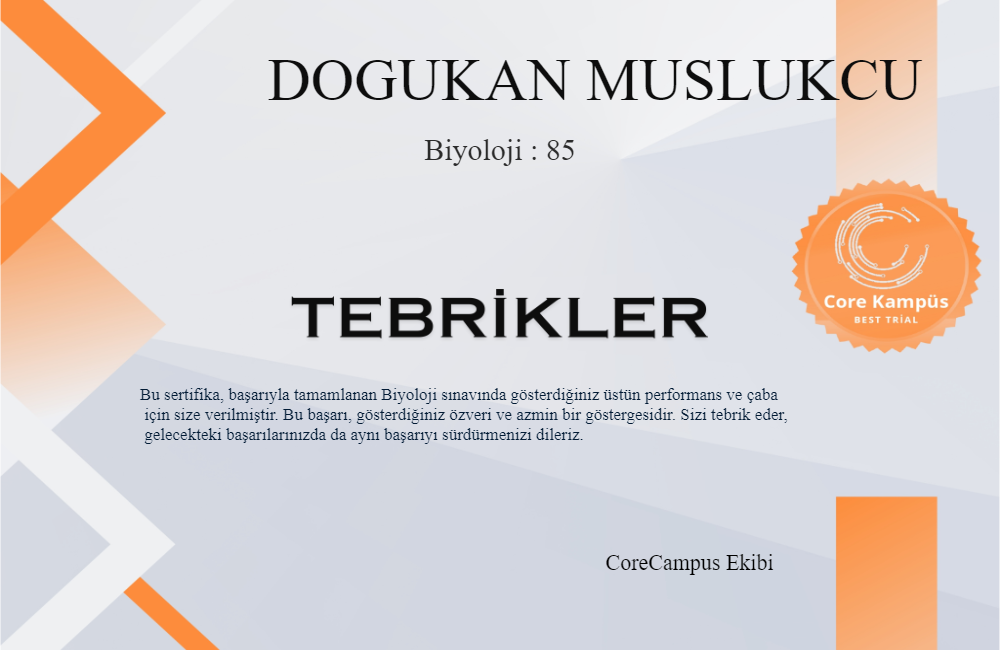 DOGUKAN MUSLUKCU
Biyoloji : 85
Core Kampüs
BEST TRİAL
TEBRİKLER
Bu sertifika, başarıyla tamamlanan Biyoloji sınavında gösterdiğiniz üstün performans ve çaba
için size verilmiştir. Bu başarı, gösterdiğiniz özveri ve azmin bir göstergesidir. Sizi tebrik eder,
gelecekteki başarılarınızda da aynı başarıyı sürdürmenizi dileriz.
CoreCampus Ekibi